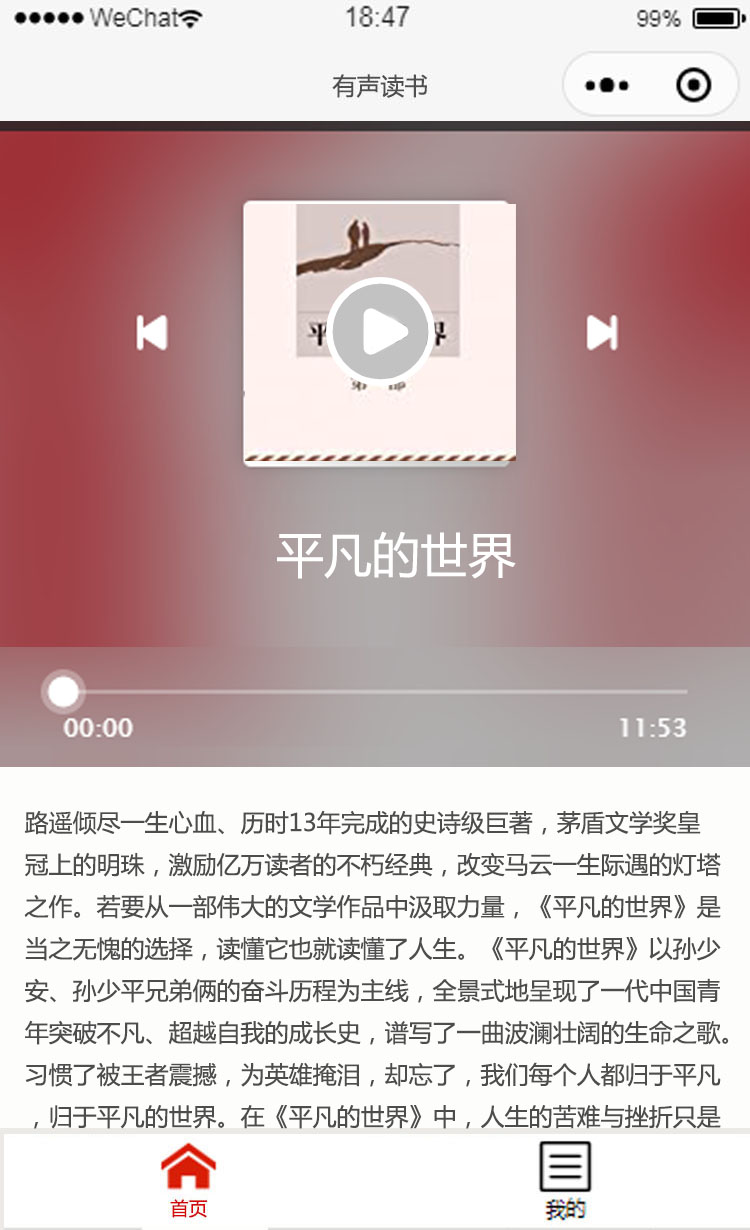 WeChat 18:47 99%
有声读书
平 界
平凡的世界
00:00 11:53
路遥倾尽一生心血、历时13年完成的史诗级巨著，茅盾文学奖皇
冠上的明珠，激励亿万读者的不朽经典，改变马云一生际遇的灯塔
之作。若要从一部伟大的文学作品中汲取力量，《平凡的世界》是
当之无愧的选择，读懂它也就读懂了人生。《平凡的世界》以孙少
安、孙少平兄弟俩的奋斗历程为主线，全景式地呈现了一代中国青
年突破不凡、超越自我的成长史，谱写了一曲波澜壮阔的生命之歌。
习惯了被王者震撼，为英雄掩泪，却忘了，我们每个人都归于平凡
，归于平凡的世界。在《平凡的世界》中，人生的苦难与挫折只是
首页 我的